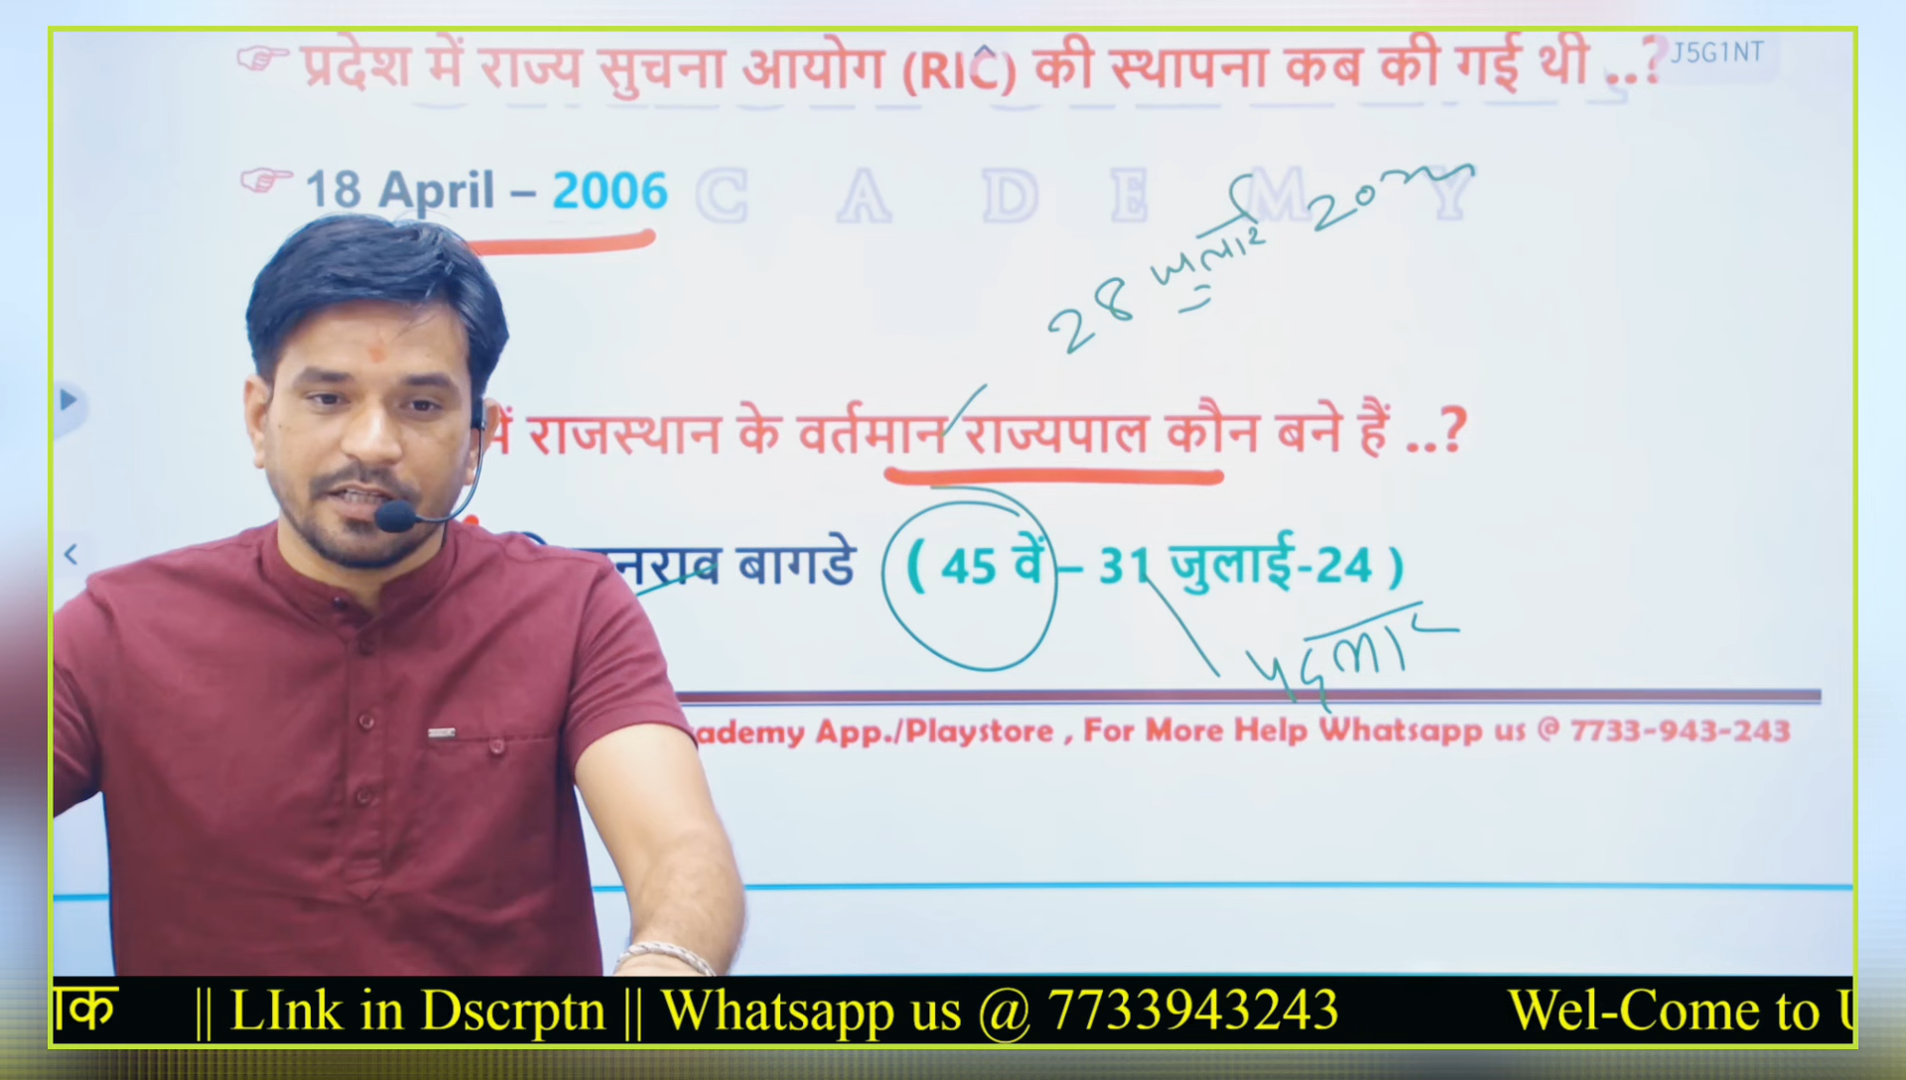 प्रदेश में राज्य सुचना आयोग (RIC) की स्थापना कब की गई थी ..?
J5G1NT
18 April – 2006
C A D E M Y
28
में राजस्थान के वर्तमान राज्यपाल कौन बने हैं ..?
नराव बागडे ( 45 वें – 31 जुलाई-24 )
ademy App./Playstore , For More Help Whatsapp us @ 7733-943-243
|| LInk in Dscrptn || Whatsapp us @ 7733943243 Wel-Come to